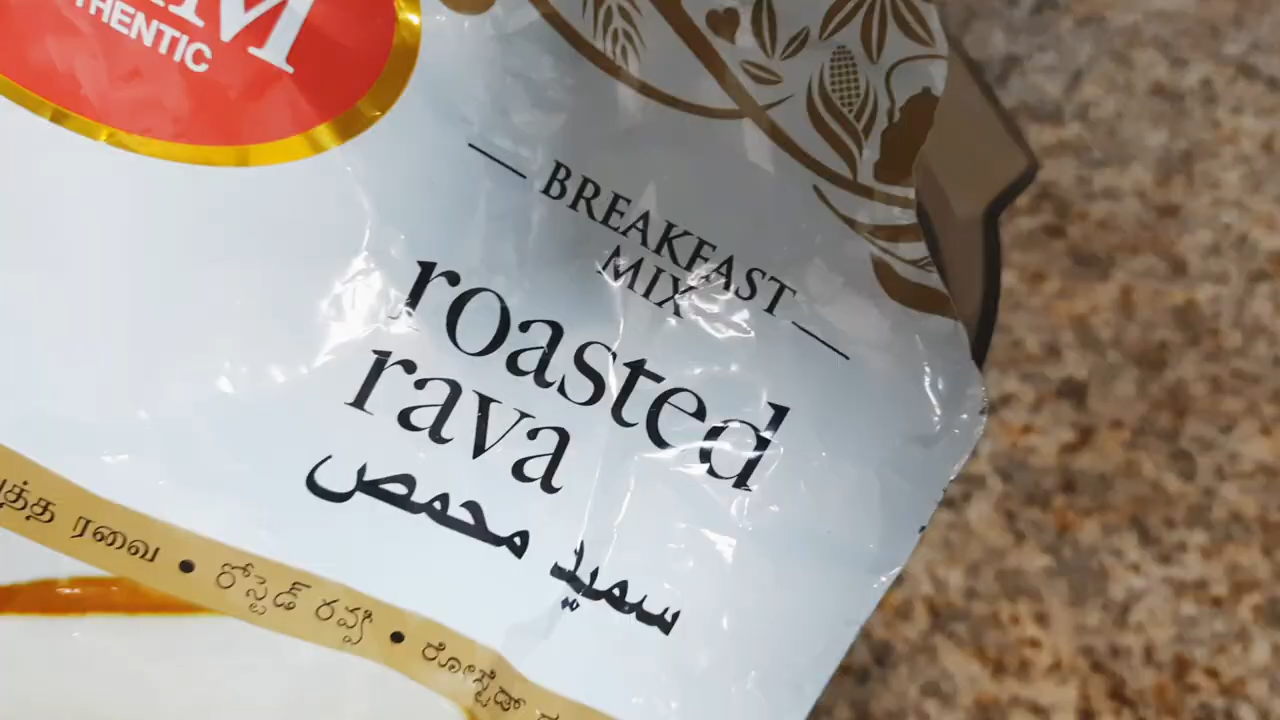 THENTIC
BREAKFAST
MIX
roasted
rava
سميد محمص
ரவை • రోస్టెడ్ రవ్వ • ರೋಸ್ಟೆಡ್